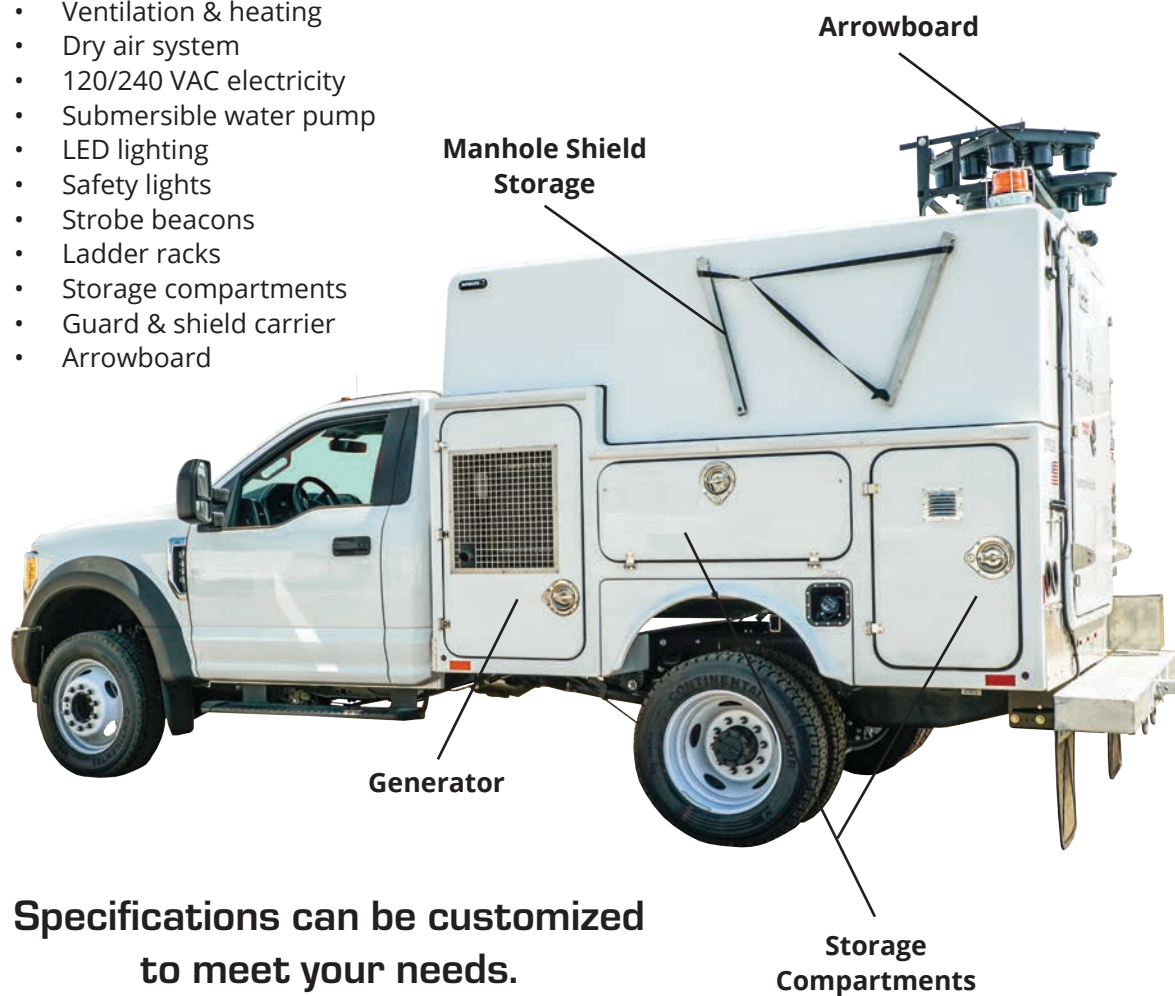 • Ventilation & heating
• Dry air system
• 120/240 VAC electricity
• Submersible water pump
• LED lighting
• Safety lights
• Strobe beacons
• Ladder racks
• Storage compartments
• Guard & shield carrier
• Arrowboard
Arrowboard
Manhole Shield
Storage
Generator
CONTINENTAL
Storage
Compartments
Specifications can be customized
to meet your needs.